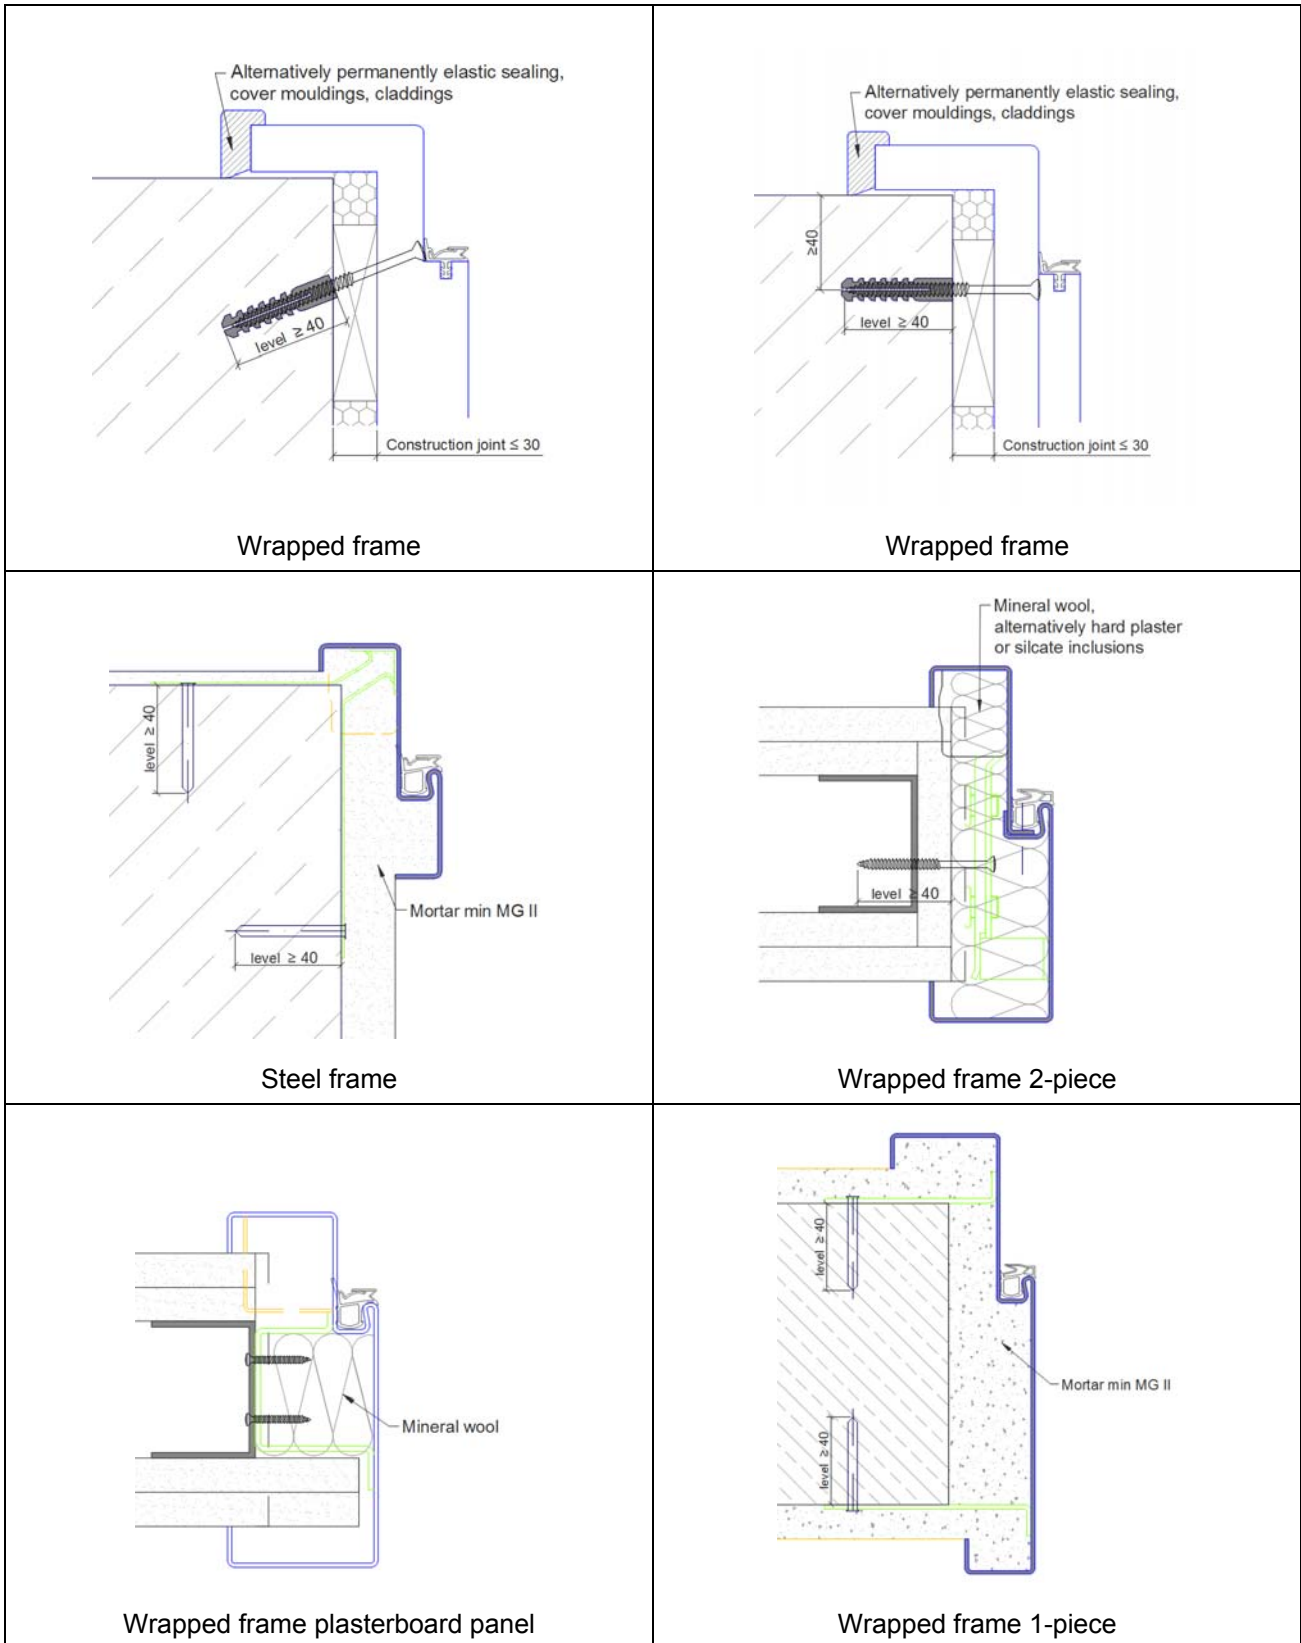 Alternatively permanently elastic sealing,
cover mouldings, claddings
level ≥ 40
Construction joint ≤ 30
Wrapped frame
Alternatively permanently elastic sealing,
cover mouldings, claddings
≥40
level ≥ 40
Construction joint ≤ 30
Wrapped frame
level ≥ 40
Mortar min MG II
level ≥ 40
Steel frame
Mineral wool,
alternatively hard plaster
or silcate inclusions
level ≥ 40
Wrapped frame 2-piece
Mineral wool
Wrapped frame plasterboard panel
level ≥ 40
Mortar min MG II
level ≥ 40
Wrapped frame 1-piece